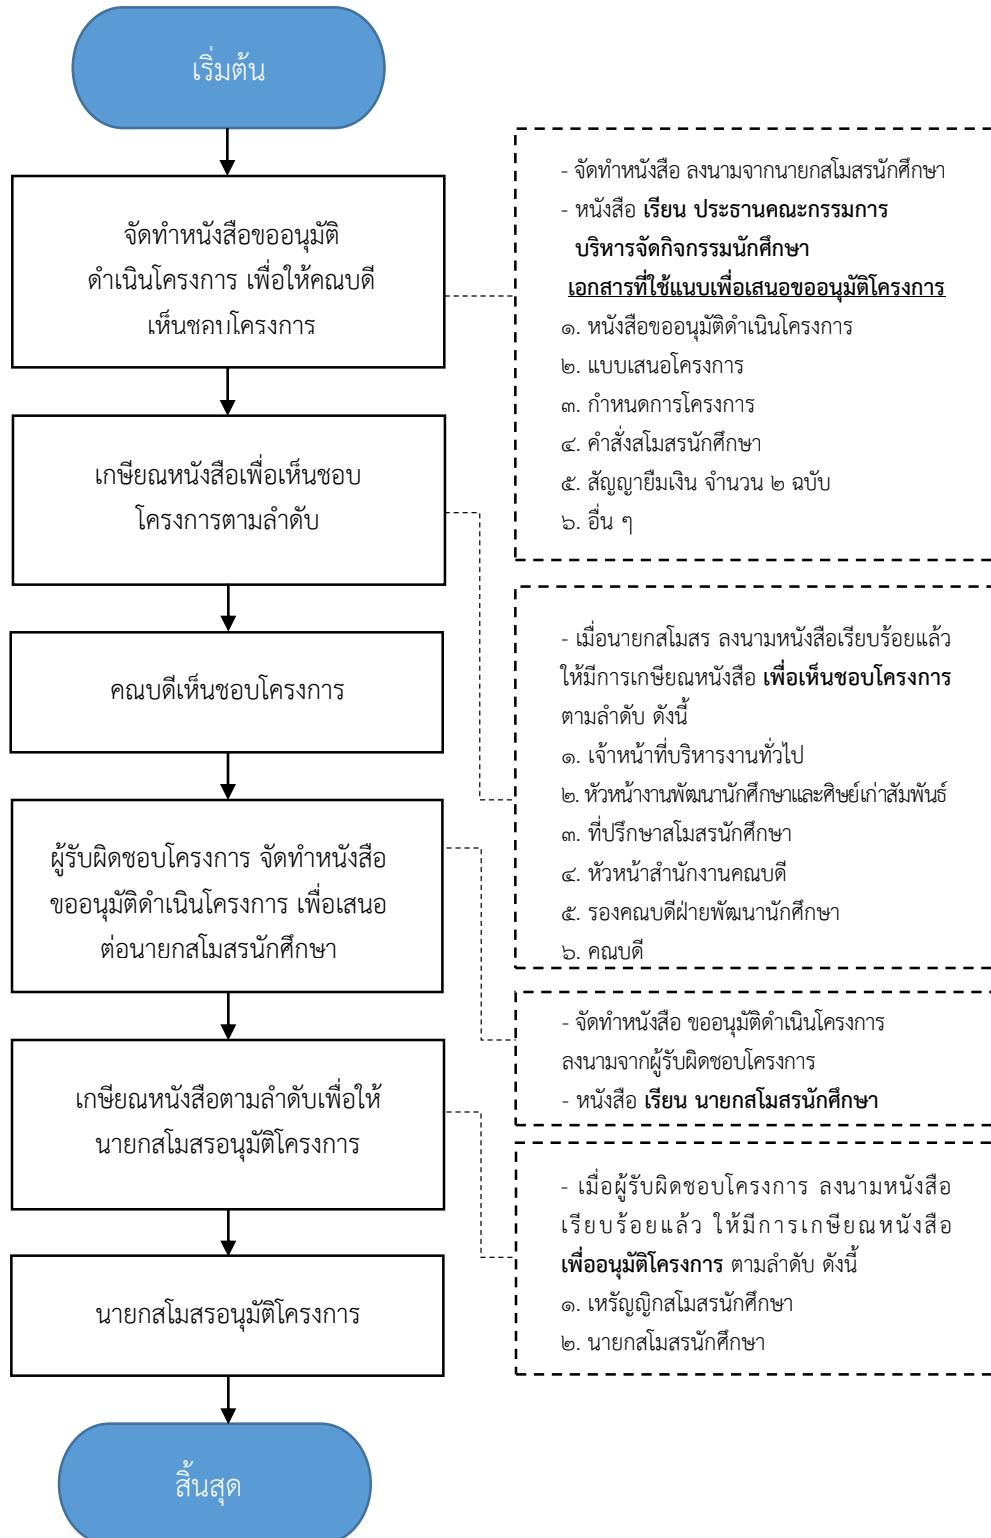 เริ่มต้น
จัดทำหนังสือขออนุมัติ
ดำเนินโครงการ เพื่อให้คณบดี
เห็นชอบโครงการ
- จัดทำหนังสือ ลงนามจากนายกสโมสรนักศึกษา
- หนังสือ เรียน ประธานคณะกรรมการ
บริหารจัดกิจกรรมนักศึกษา
เอกสารที่ใช้แนบเพื่อเสนอขออนุมัติโครงการ
๑. หนังสือขออนุมัติดำเนินโครงการ
๒. แบบเสนอโครงการ
๓. กำหนดการโครงการ
๔. คำสั่งสโมสรนักศึกษา
๕. สัญญายืมเงิน จำนวน ๒ ฉบับ
๖. อื่น ๆ
เกษียณหนังสือเพื่อเห็นชอบ
โครงการตามลำดับ
- เมื่อนายกสโมสร ลงนามหนังสือเรียบร้อยแล้ว
ให้มีการเกษียณหนังสือ เพื่อเห็นชอบโครงการ
ตามลำดับ ดังนี้
๑. เจ้าหน้าที่บริหารงานทั่วไป
๒. หัวหน้างานพัฒนานักศึกษาและศิษย์เก่าสัมพันธ์
๓. ที่ปรึกษาสโมสรนักศึกษา
๔. หัวหน้าสำนักงานคณบดี
๕. รองคณบดีฝ่ายพัฒนานักศึกษา
๖. คณบดี
คณบดีเห็นชอบโครงการ
ผู้รับผิดชอบโครงการ จัดทำหนังสือ
ขออนุมัติดำเนินโครงการ เพื่อเสนอ
ต่อนายกสโมสรนักศึกษา
- จัดทำหนังสือ ขออนุมัติดำเนินโครงการ
ลงนามจากผู้รับผิดชอบโครงการ
- หนังสือ เรียน นายกสโมสรนักศึกษา
เกษียณหนังสือตามลำดับเพื่อให้
นายกสโมสรอนุมัติโครงการ
- เมื่อผู้รับผิดชอบโครงการ ลงนามหนังสือ
เรียบร้อยแล้ว ให้มีการเกษียณหนังสือ
เพื่ออนุมัติโครงการ ตามลำดับ ดังนี้
๑. เหรัญญิกสโมสรนักศึกษา
๒. นายกสโมสรนักศึกษา
นายกสโมสรอนุมัติโครงการ
สิ้นสุด